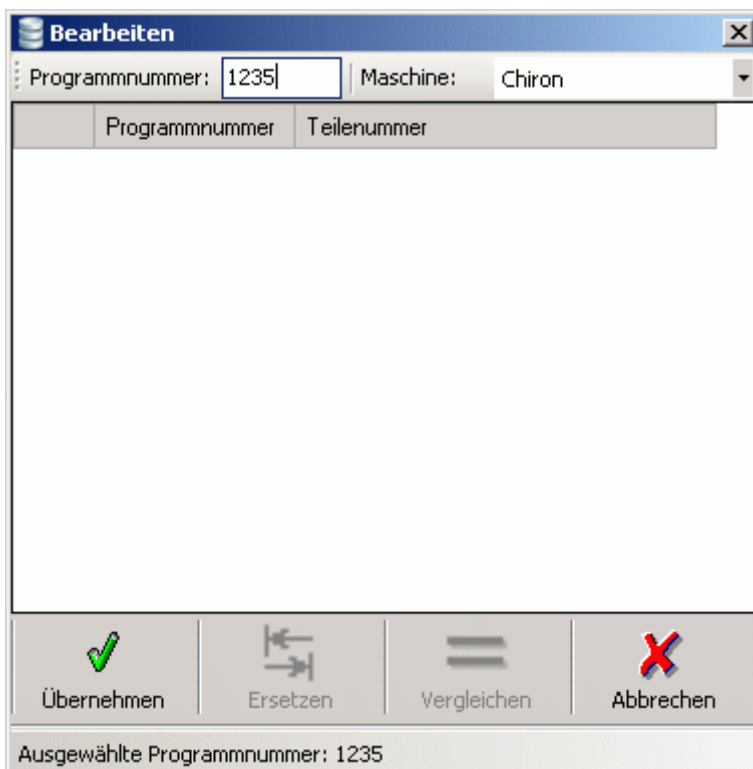 Bearbeiten
Programmnummer: 1235 Maschine: Chiron
Programmnummer Teilenummer
Übernehmen Ersetzen Vergleichen Abbrechen
Ausgewählte Programmnummer: 1235